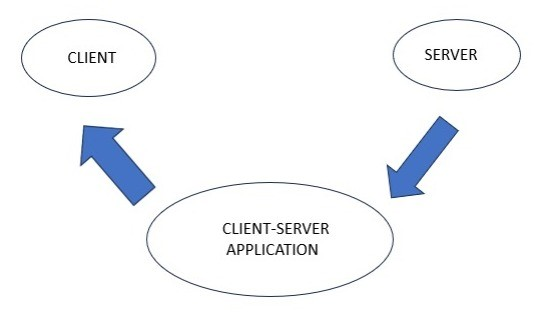 CLIENT
SERVER
CLIENT-SERVER
APPLICATION